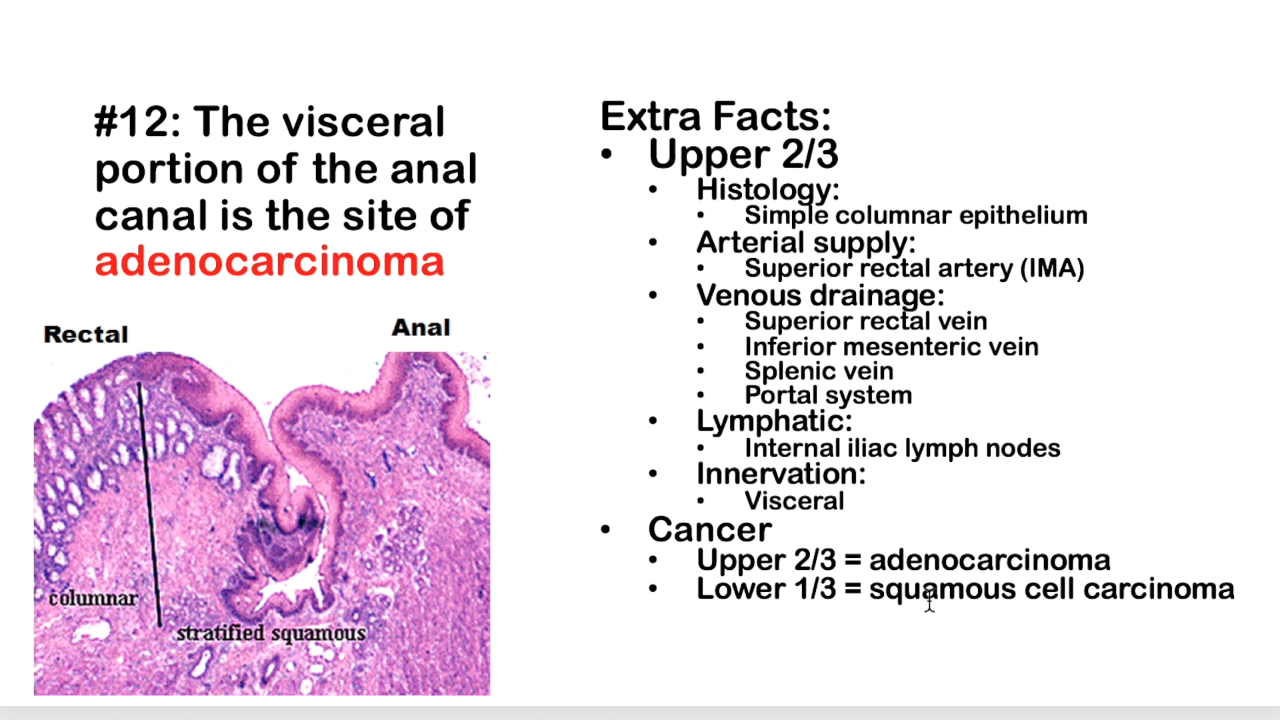 #12: The visceral
portion of the anal
canal is the site of
adenocarcinoma
Rectal
Anal
columnar
stratified squamous
Extra Facts:
• Upper 2/3
• Histology:
• Simple columnar epithelium
• Arterial supply:
• Superior rectal artery (IMA)
• Venous drainage:
• Superior rectal vein
• Inferior mesenteric vein
• Splenic vein
• Portal system
• Lymphatic:
• Internal iliac lymph nodes
• Innervation:
• Visceral
• Cancer
• Upper 2/3 = adenocarcinoma
• Lower 1/3 = squamous cell carcinoma